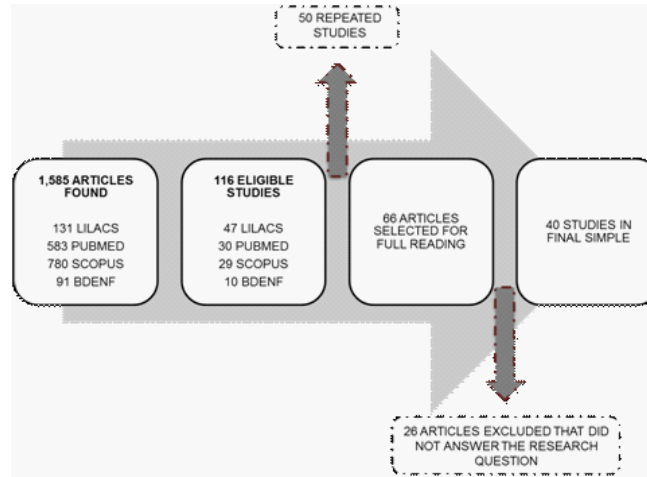 50 REPEATED
STUDIES
1,585 ARTICLES
FOUND
131 LILACS
583 PUBMED
780 SCOPUS
91 BDENF
116 ELIGIBLE
STUDIES
47 LILACS
30 PUBMED
29 SCOPUS
10 BDENF
66 ARTICLES
SELECTED FOR
FULL READING
40 STUDIES IN
FINAL SIMPLE
26 ARTICLES EXCLUDED THAT DID
NOT ANSWER THE RESEARCH
QUESTION